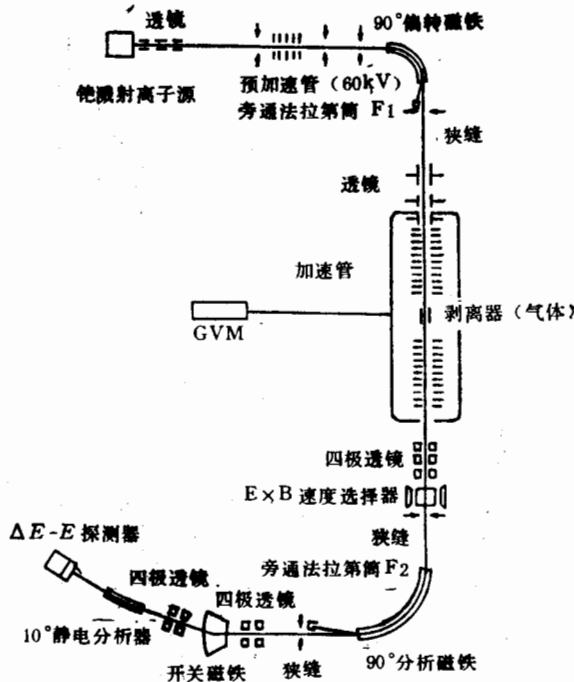 透镜
90°偏转磁铁
铯溅射离子源
预加速管(60kV)
旁通法拉第筒 F1
狭缝
透镜
加速管
剥离器(气体)
GVM
四极透镜
E×B 速度选择器
狭缝
ΔE-E 探测器
旁通法拉第筒F2
四极透镜
四极透镜
10°静电分析器
开关磁铁
狭缝
90°分析磁铁